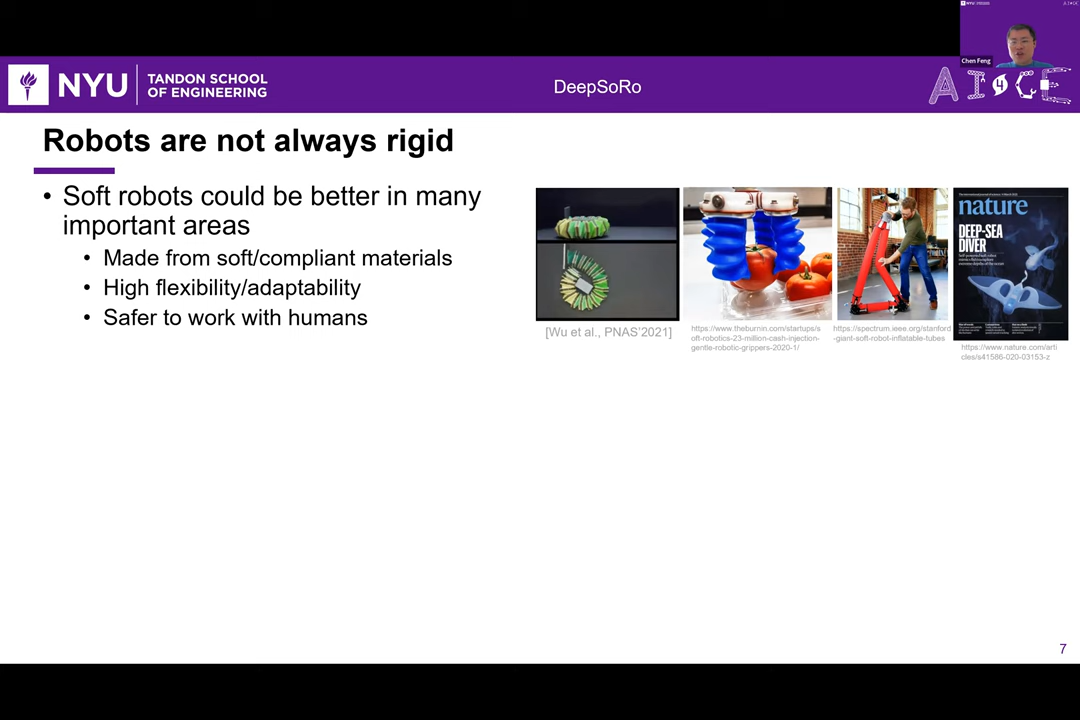 NYU
TANDON SCHOOL
OF ENGINEERING
DeepSoRo
Chen Feng
AI4CE
Robots are not always rigid
• Soft robots could be better in many
important areas
• Made from soft/compliant materials
• High flexibility/adaptability
• Safer to work with humans
[Wu et al., PNAS'2021]
https://www.theburnin.com/startups/s
oft-robotics-23-million-cash-injection-
gentle-robotic-grippers-2020-1/
https://spectrum.ieee.org/stanford
-giant-soft-robot-inflatable-tubes
nature
DEEP-SEA
DIVER
https://www.nature.com/arti
cles/s41586-020-03153-z
7